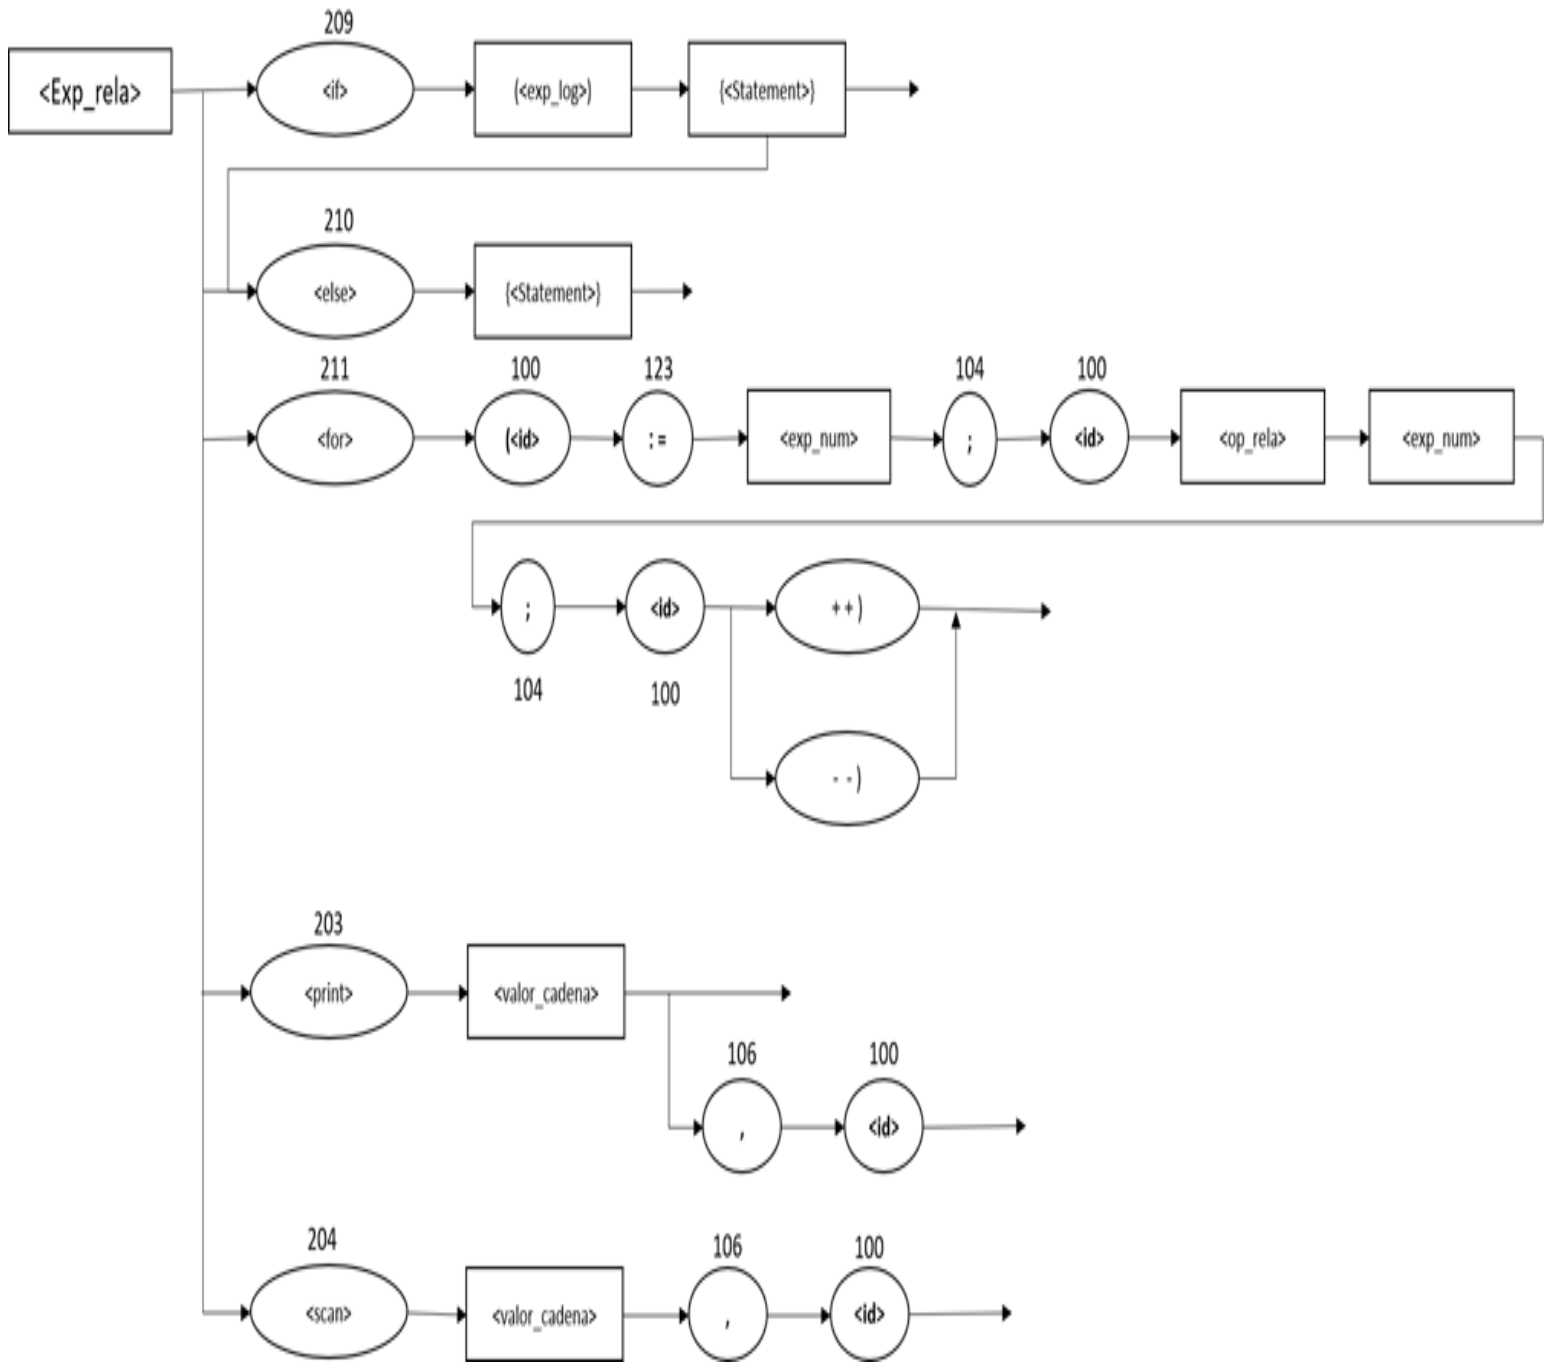 209
<Exp_rela> <if> (<exp_log>) {<Statement>}
210
<else> {<Statement>}
211 100 123 104 100
<for> (<id> := <exp_num> ; <id> <op_rela> <exp_num>
; <id> ++)
104 100
--)
203
<print> <valor_cadena>
106 100
, <id>
204 106 100
<scan> <valor_cadena> , <id>